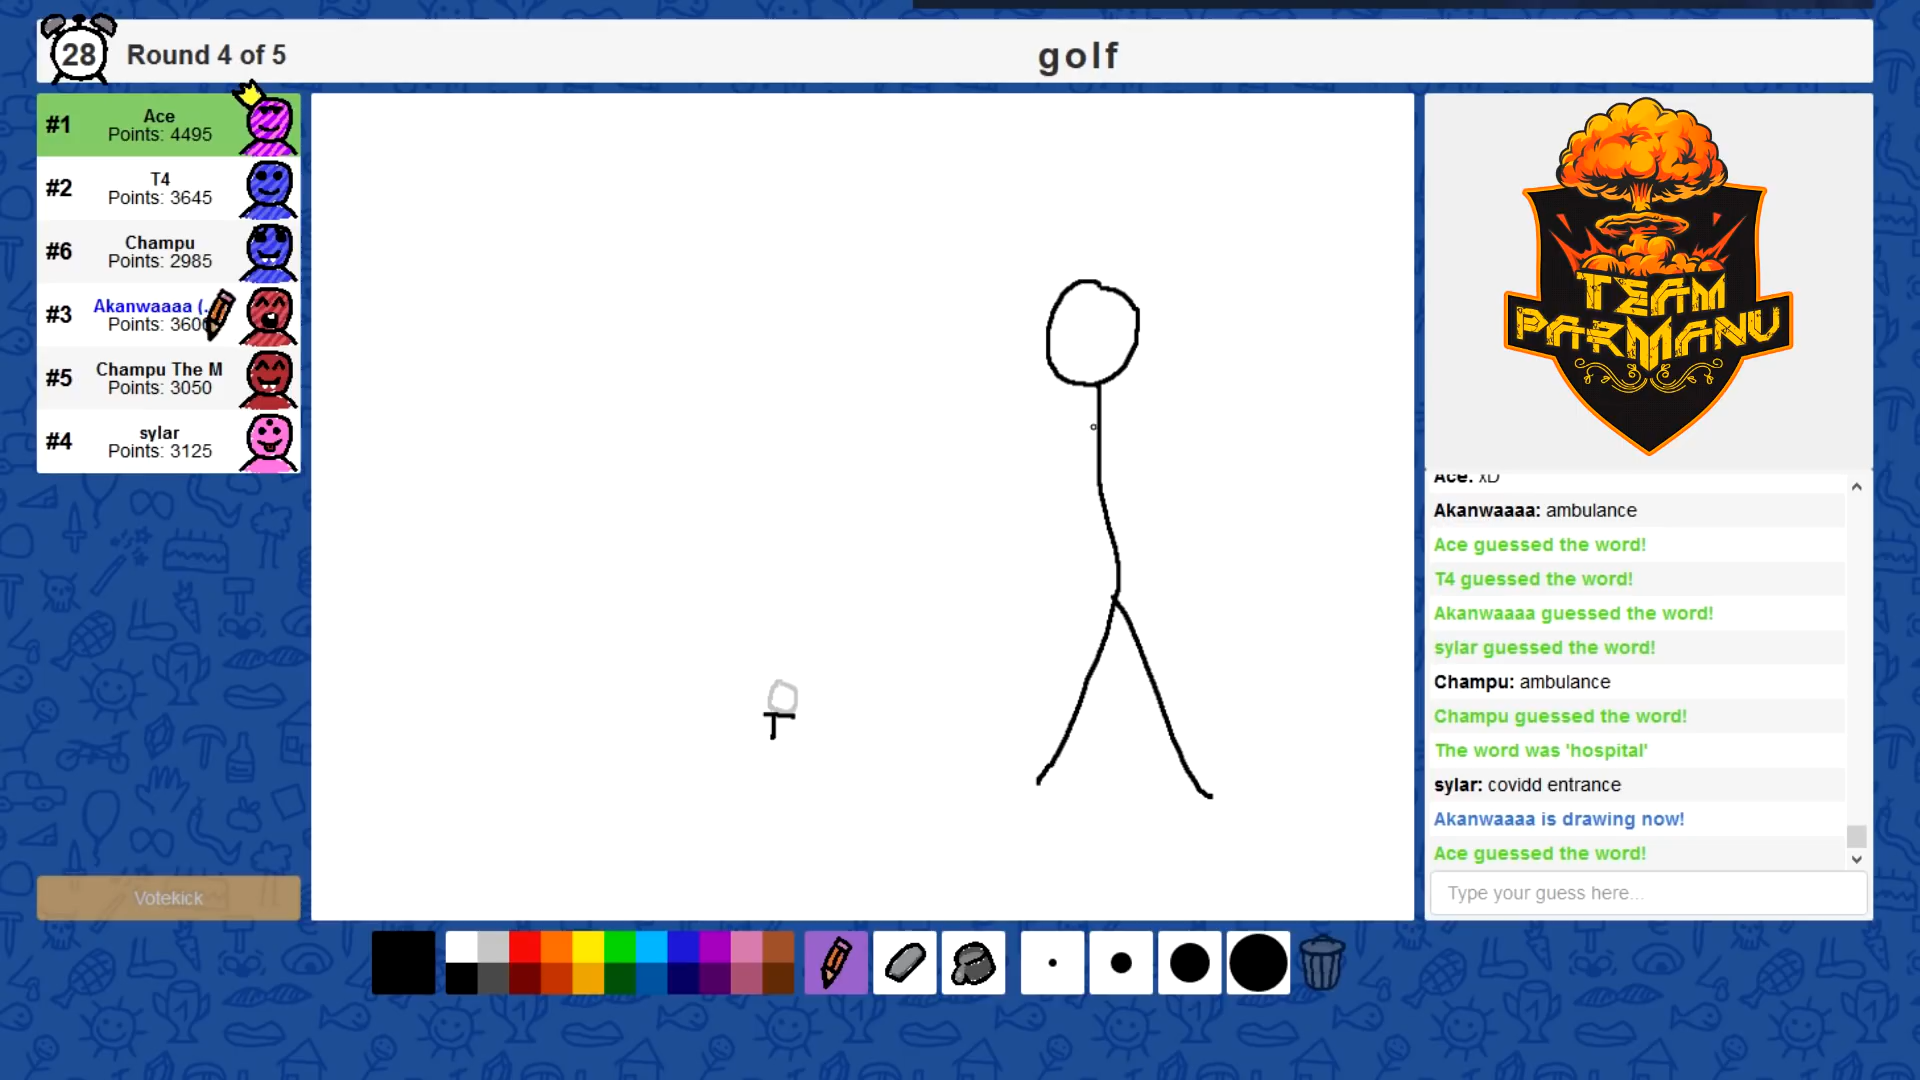 28
Round 4 of 5
golf
#1
Ace
Points: 4495
#2
T4
Points: 3645
#6
Champu
Points: 2985
#3
Akanwaaaa (.
Points: 360
#5
Champu The M
Points: 3050
#4
sylar
Points: 3125
Votekick
TEAM
PARMANU
Ace: xD
Akanwaaaa: ambulance
Ace guessed the word!
T4 guessed the word!
Akanwaaaa guessed the word!
sylar guessed the word!
Champu: ambulance
Champu guessed the word!
The word was 'hospital'
sylar: covidd entrance
Akanwaaaa is drawing now!
Ace guessed the word!
Type your guess here...